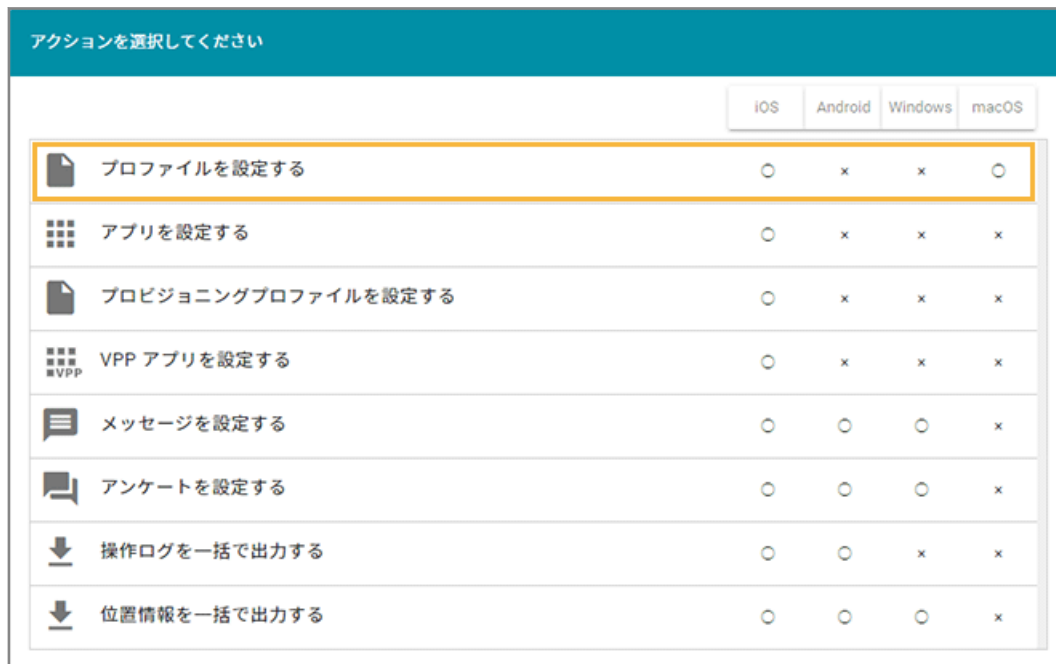 アクションを選択してください
iOS Android Windows macOS
プロファイルを設定する ○ × × ○
アプリを設定する ○ × × ×
プロビジョニングプロファイルを設定する ○ × × ×
VPP VPP アプリを設定する ○ × × ×
メッセージを設定する ○ ○ ○ ×
アンケートを設定する ○ ○ ○ ×
操作ログを一括で出力する ○ ○ × ×
位置情報を一括で出力する ○ ○ ○ ×